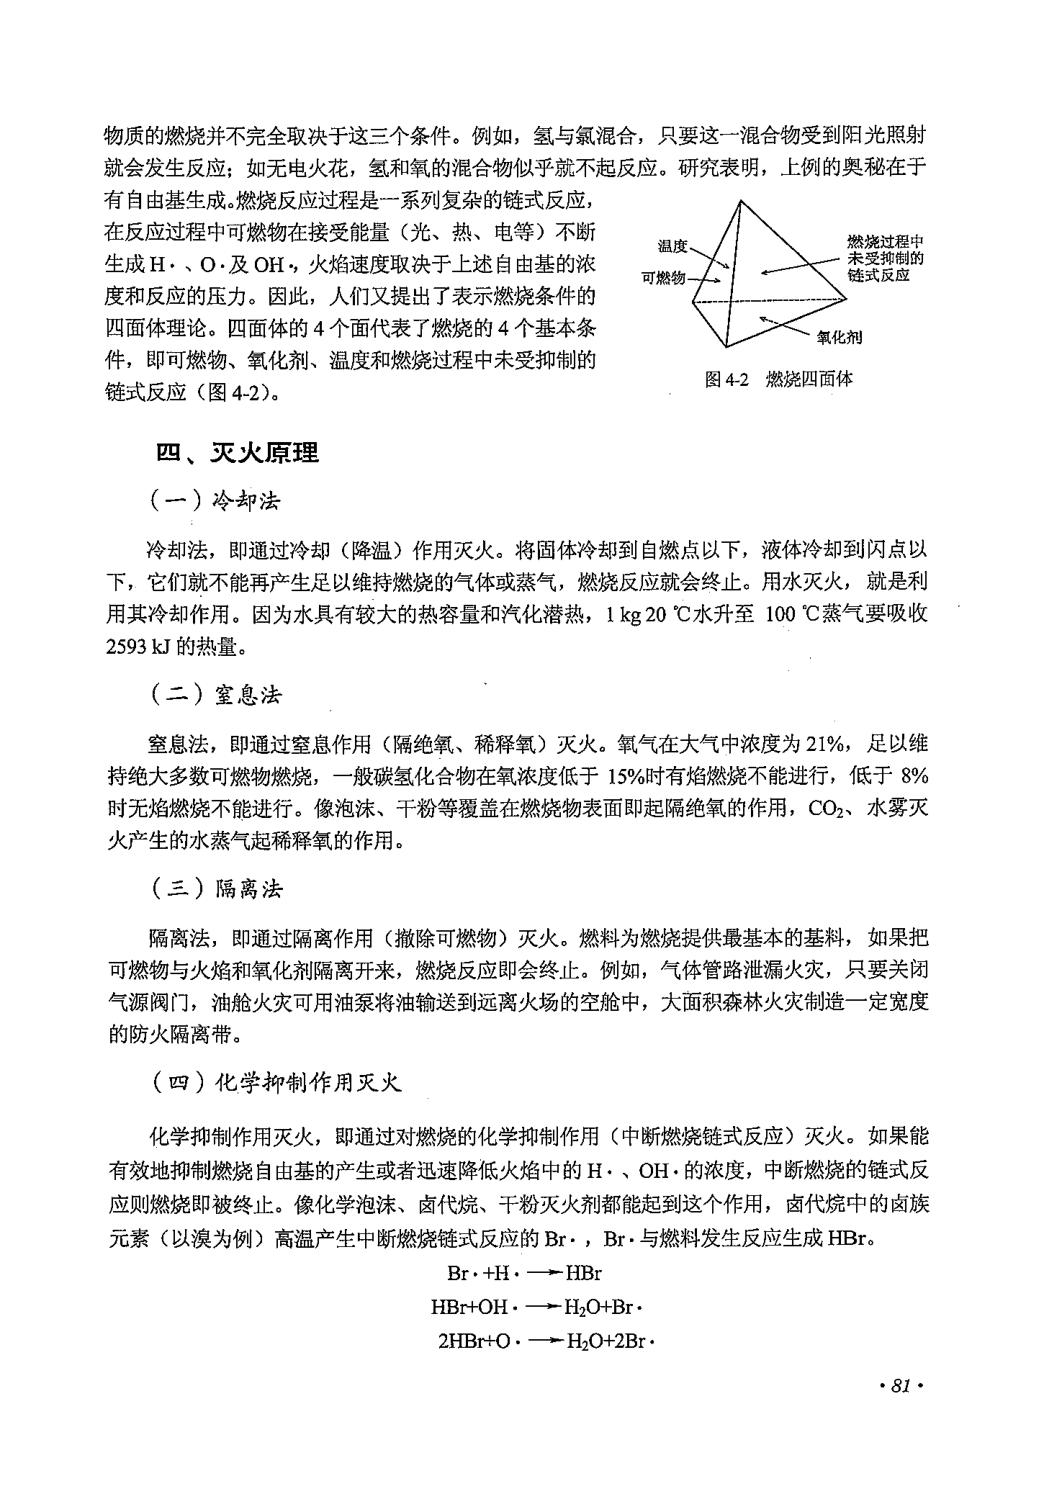 物质的燃烧并不完全取决于这三个条件。例如，氢与氯混合，只要这一混合物受到阳光照射
就会发生反应；如无电火花，氢和氧的混合物似乎就不起反应。研究表明，上例的奥秘在于
有自由基生成。燃烧反应过程是一系列复杂的链式反应，
在反应过程中可燃物在接受能量（光、热、电等）不断
生成 H·、O·及 OH·，火焰速度取决于上述自由基的浓
度和反应的压力。因此，人们又提出了表示燃烧条件的
四面体理论。四面体的 4 个面代表了燃烧的 4 个基本条
件，即可燃物、氧化剂、温度和燃烧过程中未受抑制的
链式反应（图 4-2）。
温度
可燃物
燃烧过程中
未受抑制的
链式反应
氧化剂
图 4-2 燃烧四面体
四、灭火原理
（一）冷却法
冷却法，即通过冷却（降温）作用灭火。将固体冷却到自燃点以下，液体冷却到闪点以
下，它们就不能再产生足以维持燃烧的气体或蒸气，燃烧反应就会终止。用水灭火，就是利
用其冷却作用。因为水具有较大的热容量和汽化潜热，1 kg 20 ℃水升至 100 ℃蒸气要吸收
2593 kJ 的热量。
（二）窒息法
窒息法，即通过窒息作用（隔绝氧、稀释氧）灭火。氧气在大气中浓度为 21%，足以维
持绝大多数可燃物燃烧，一般碳氢化合物在氧浓度低于 15%时有焰燃烧不能进行，低于 8%
时无焰燃烧不能进行。像泡沫、干粉等覆盖在燃烧物表面即起隔绝氧的作用，CO₂、水雾灭
火产生的水蒸气起稀释氧的作用。
（三）隔离法
隔离法，即通过隔离作用（撤除可燃物）灭火。燃料为燃烧提供最基本的基料，如果把
可燃物与火焰和氧化剂隔离开来，燃烧反应即会终止。例如，气体管路泄漏火灾，只要关闭
气源阀门，油舱火灾可用油泵将油输送到远离火场的空舱中，大面积森林火灾制造一定宽度
的防火隔离带。
（四）化学抑制作用灭火
化学抑制作用灭火，即通过对燃烧的化学抑制作用（中断燃烧链式反应）灭火。如果能
有效地抑制燃烧自由基的产生或者迅速降低火焰中的 H·、OH·的浓度，中断燃烧的链式反
应则燃烧即被终止。像化学泡沫、卤代烷、干粉灭火剂都能起到这个作用，卤代烷中的卤族
元素（以溴为例）高温产生中断燃烧链式反应的 Br·，Br·与燃料发生反应生成 HBr。
Br·+H·→HBr
HBr+OH·→H₂O+Br·
2HBr+O·→H₂O+2Br·
·81·